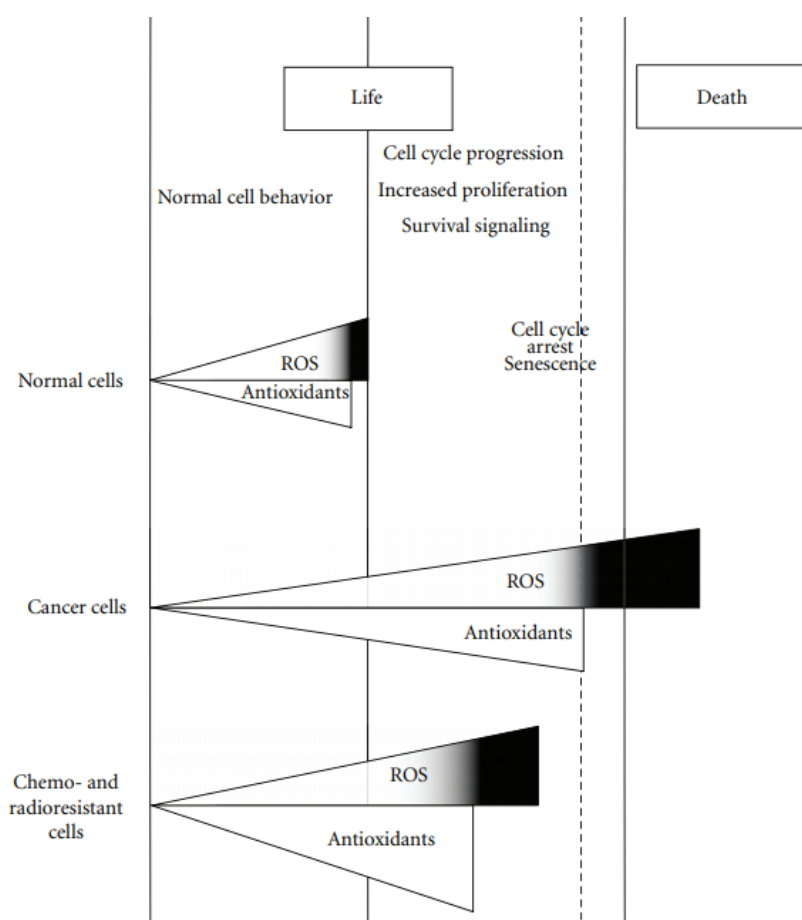 Life
Death
Cell cycle progression
Normal cell behavior
Increased proliferation
Survival signaling
Cell cycle
arrest
Senescence
Normal cells
ROS
Antioxidants
Cancer cells
ROS
Antioxidants
Chemo- and
radioresistant
cells
ROS
Antioxidants